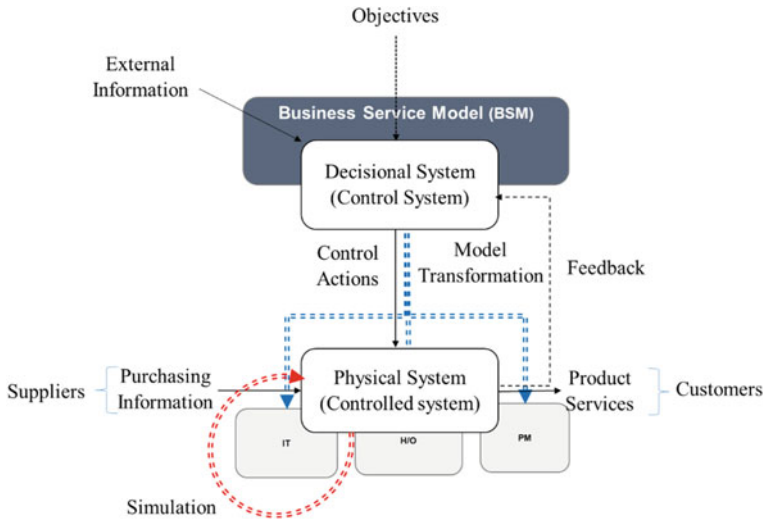 Objectives
External
Information
Business Service Model (BSM)
Decisional System
(Control System)
Control
Actions
Model
Transformation
Feedback
Suppliers
Purchasing
Information
Physical System
(Controlled system)
Product
Services
Customers
IT
H/O
PM
Simulation